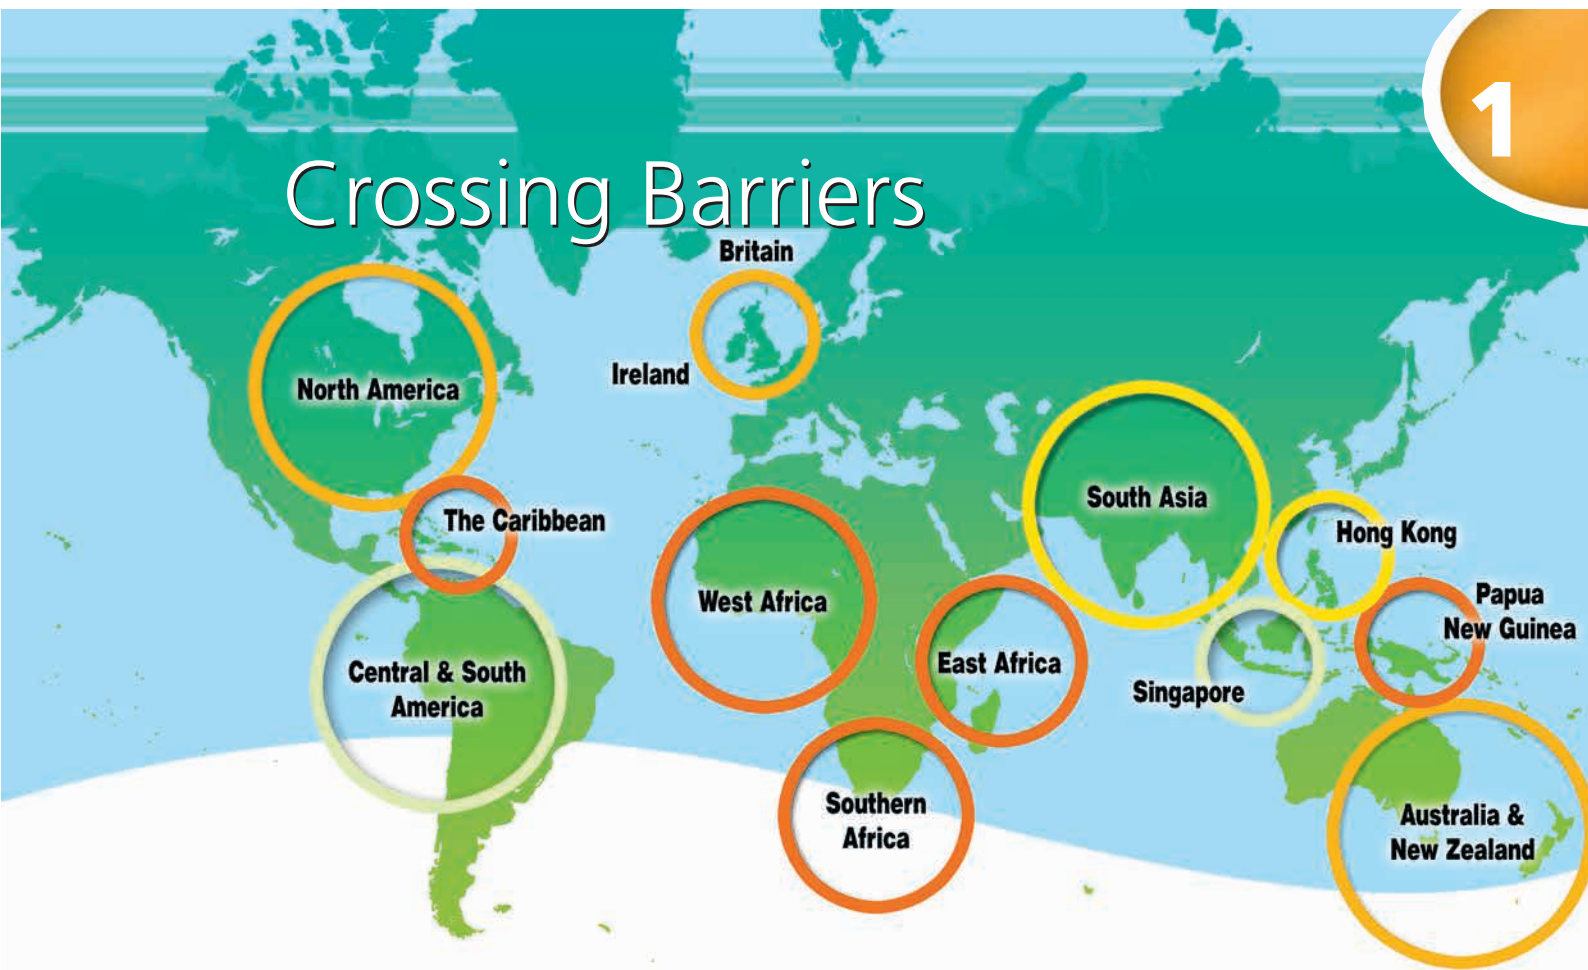 1
Crossing Barriers
Britain
Ireland
North America
The Caribbean
South Asia
Hong Kong
West Africa
Papua
New Guinea
East Africa
Singapore
Central & South
America
Southern
Africa
Australia &
New Zealand